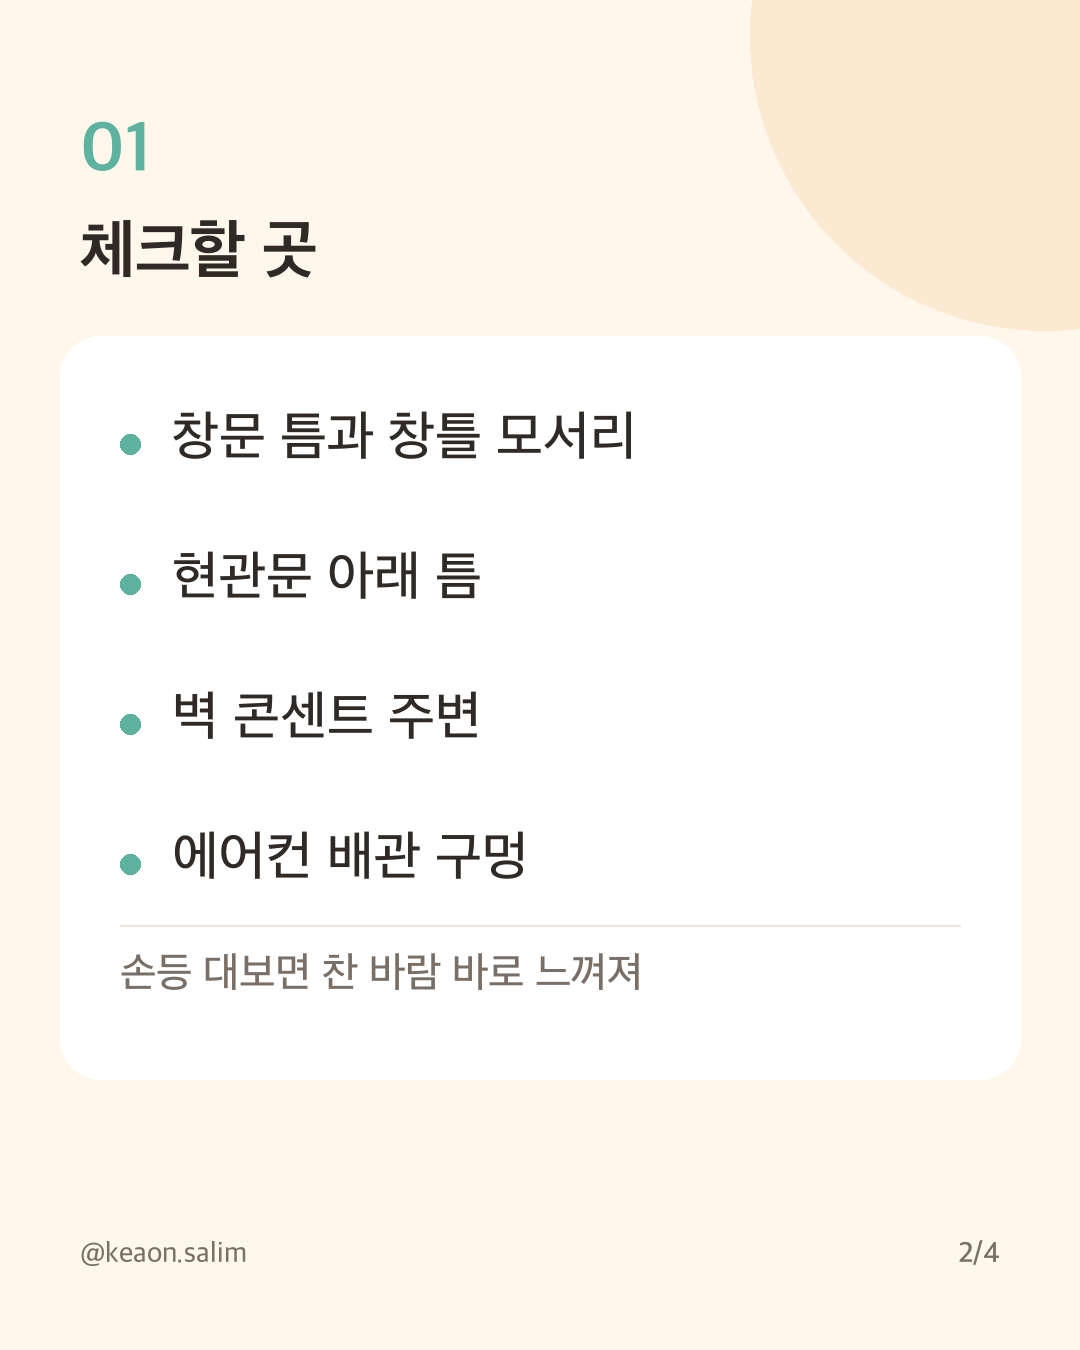 01
체크할 곳
창문 틈과 창틀 모서리
현관문 아래 틈
벽 콘센트 주변
에어컨 배관 구멍
손등 대보면 찬 바람 바로 느껴져
@keaon.salim
2/4